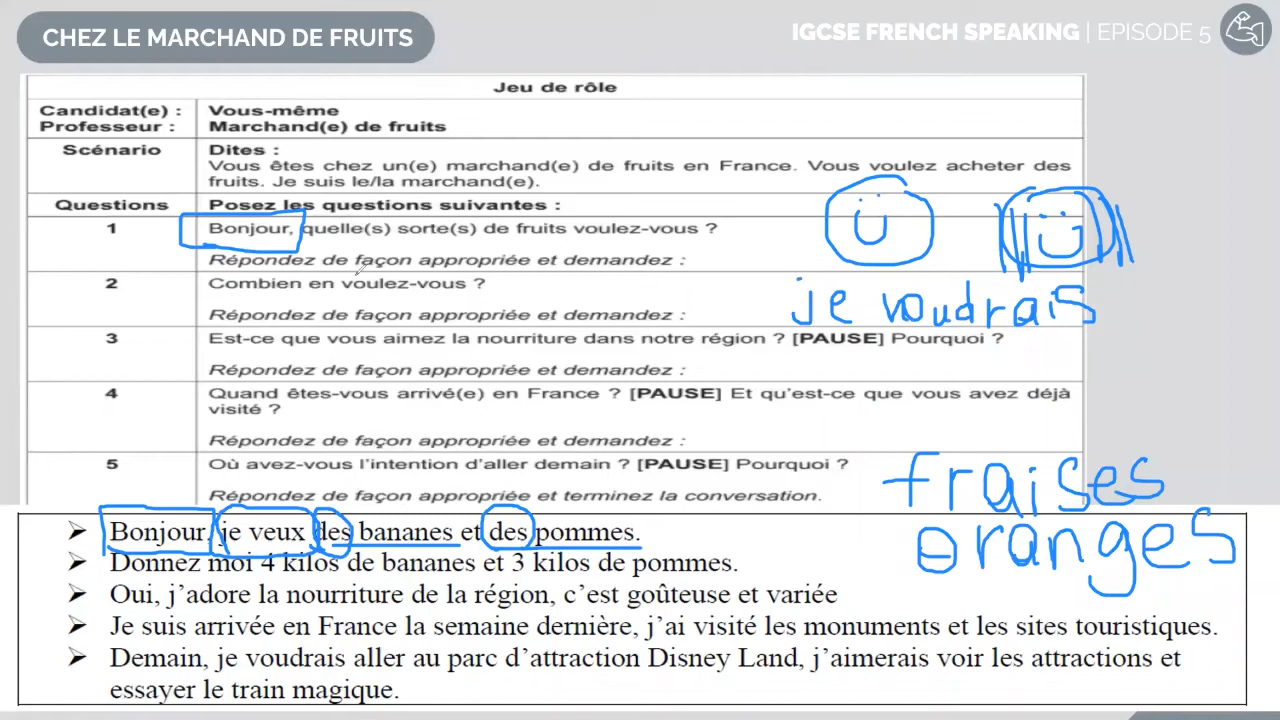 CHEZ LE MARCHAND DE FRUITS
IGCSE FRENCH SPEAKING | EPISODE 5
Jeu de rôle
Candidat(e) : Vous-même
Professeur : Marchand(e) de fruits
Scénario Dites :
Vous êtes chez un(e) marchand(e) de fruits en France. Vous voulez acheter des
fruits. Je suis le/la marchand(e).
Questions Posez les questions suivantes :
1 Bonjour, quelle(s) sorte(s) de fruits voulez-vous ?
Répondez de façon appropriée et demandez :
2 Combien en voulez-vous ?
je voudrais
Répondez de façon appropriée et demandez :
3 Est-ce que vous aimez la nourriture dans notre région ? [PAUSE] Pourquoi ?
Répondez de façon appropriée et demandez :
4 Quand êtes-vous arrivé(e) en France ? [PAUSE] Et qu'est-ce que vous avez déjà
visité ?
Répondez de façon appropriée et demandez :
5 Où avez-vous l'intention d'aller demain ? [PAUSE] Pourquoi ?
Répondez de façon appropriée et terminez la conversation.
fraises
oranges
➢ Bonjour, je veux des bananes et des pommes.
➢ Donnez moi 4 kilos de bananes et 3 kilos de pommes.
➢ Oui, j'adore la nourriture de la région, c'est goûteuse et variée
➢ Je suis arrivée en France la semaine dernière, j'ai visité les monuments et les sites touristiques.
➢ Demain, je voudrais aller au parc d'attraction Disney Land, j'aimerais voir les attractions et
essayer le train magique.